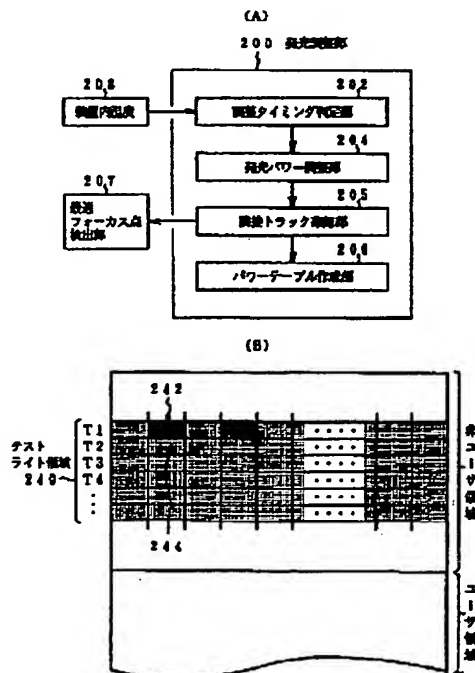 (A)
200 発光調整部
208
装置内温度
202
調整タイミング判定部
204
発光パワー調整部
207
最適
フォーカス点
検出部
205
隣接トラック測定部
206
パワーテーブル作成部
(B)
242
テスト
ライト領域
240
T1
T2
T3
T4
244
非ユーザ領域
ユーザ領域